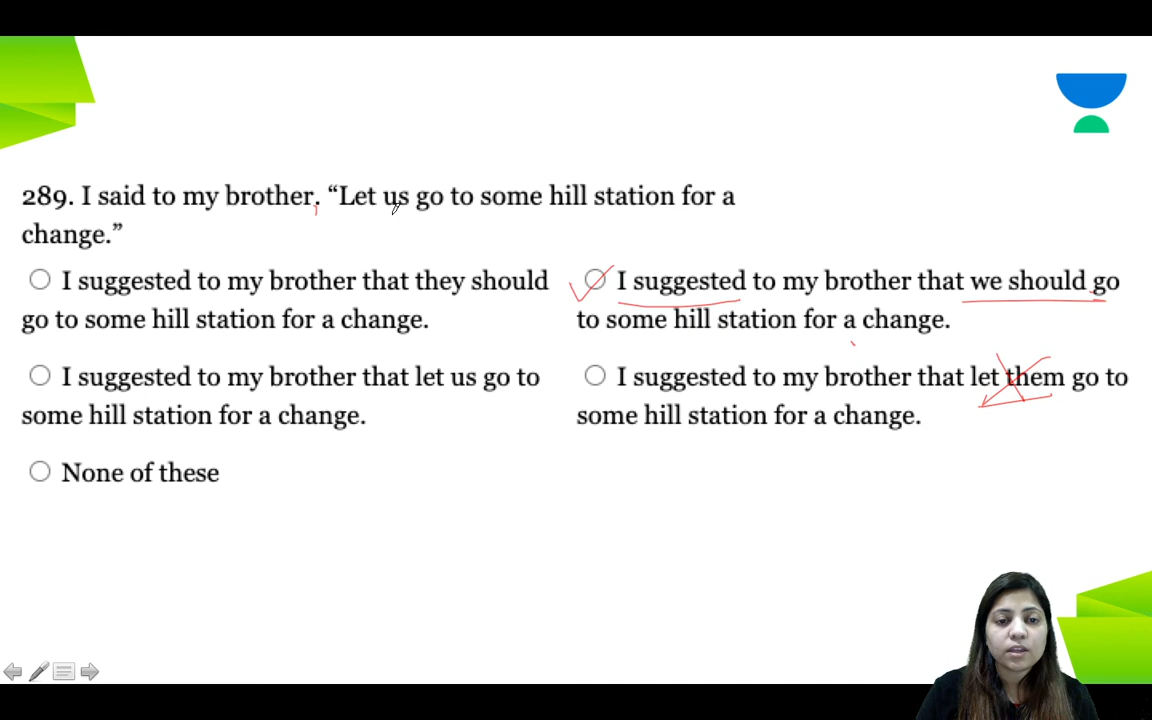 289. I said to my brother, “Let us go to some hill station for a
change.”
I suggested to my brother that they should
go to some hill station for a change.
I suggested to my brother that we should go
to some hill station for a change.
I suggested to my brother that let us go to
some hill station for a change.
I suggested to my brother that let them go to
some hill station for a change.
None of these